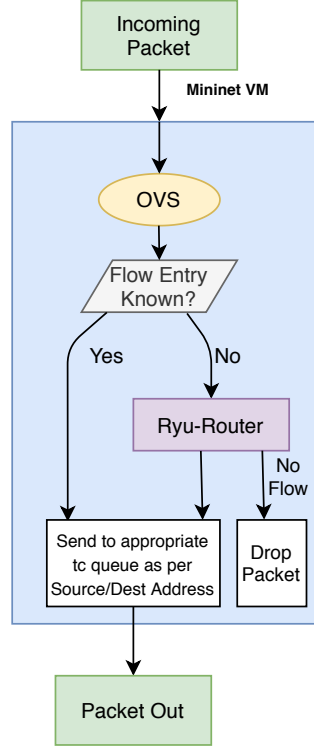 Incoming
Packet
Mininet VM
OVS
Flow Entry
Known?
Yes
No
Ryu-Router
No
Flow
Send to appropriate
tc queue as per
Source/Dest Address
Drop
Packet
Packet Out